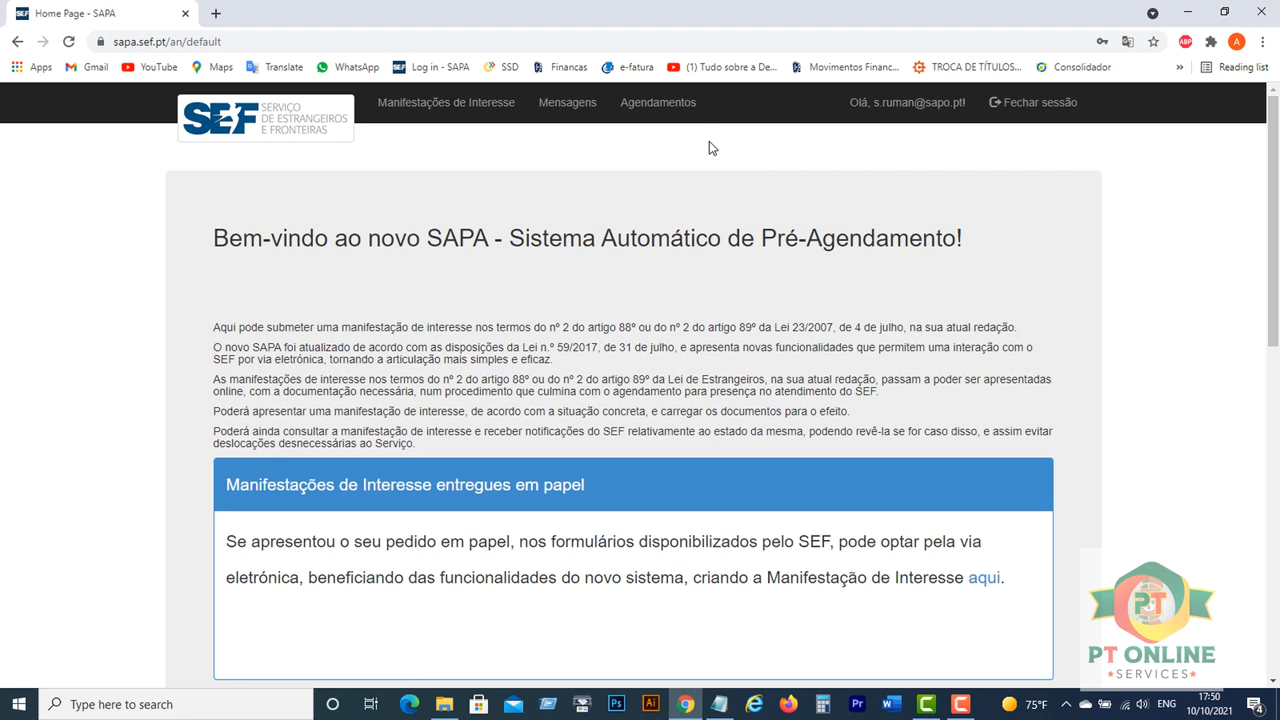 Home Page - SAPA
sapa.sef.pt/an/default
Apps Gmail YouTube Maps Translate WhatsApp Log in - SAPA SSD Financas e-fatura (1) Tudo sobre a De... Movimentos Financ... TROCA DE TÍTULOS... Consolidador » Reading list
SEF SERVIÇO DE ESTRANGEIROS E FRONTEIRAS
Manifestações de Interesse Mensagens Agendamentos Olá, s.ruman@sapo.pt! Fechar sessão
Bem-vindo ao novo SAPA - Sistema Automático de Pré-Agendamento!
Aqui pode submeter uma manifestação de interesse nos termos do nº 2 do artigo 88º ou do nº 2 do artigo 89º da Lei 23/2007, de 4 de julho, na sua atual redação.
O novo SAPA foi atualizado de acordo com as disposições da Lei n.º 59/2017, de 31 de julho, e apresenta novas funcionalidades que permitem uma interação com o
SEF por via eletrónica, tornando a articulação mais simples e eficaz.
As manifestações de interesse nos termos do nº 2 do artigo 88º ou do nº 2 do artigo 89º da Lei de Estrangeiros, na sua atual redação, passam a poder ser apresentadas
online, com a documentação necessária, num procedimento que culmina com o agendamento para presença no atendimento do SEF.
Poderá apresentar uma manifestação de interesse, de acordo com a situação concreta, e carregar os documentos para o efeito.
Poderá ainda consultar a manifestação de interesse e receber notificações do SEF relativamente ao estado da mesma, podendo revê-la se for caso disso, e assim evitar
deslocações desnecessárias ao Serviço.
Manifestações de Interesse entregues em papel
Se apresentou o seu pedido em papel, nos formulários disponibilizados pelo SEF, pode optar pela via
eletrónica, beneficiando das funcionalidades do novo sistema, criando a Manifestação de Interesse aqui.
PT
PT ONLINE
SERVICES
Type here to search
75°F ENG 17:50
10/10/2021